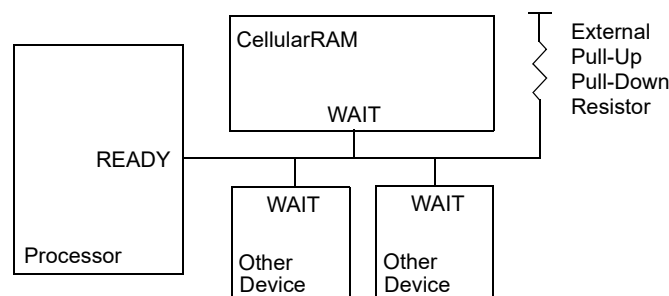 CellularRAM
WAIT
External
Pull-Up
Pull-Down
Resistor
READY
Processor
WAIT
Other
Device
WAIT
Other
Device